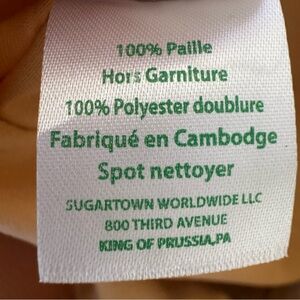 100% Paille
Hors Garniture
100% Polyester doublure
Fabriqué en Cambodge
Spot nettoyer
SUGARTOWN WORLDWIDE LLC
800 THIRD AVENUE
KING OF PRUSSIA,PA